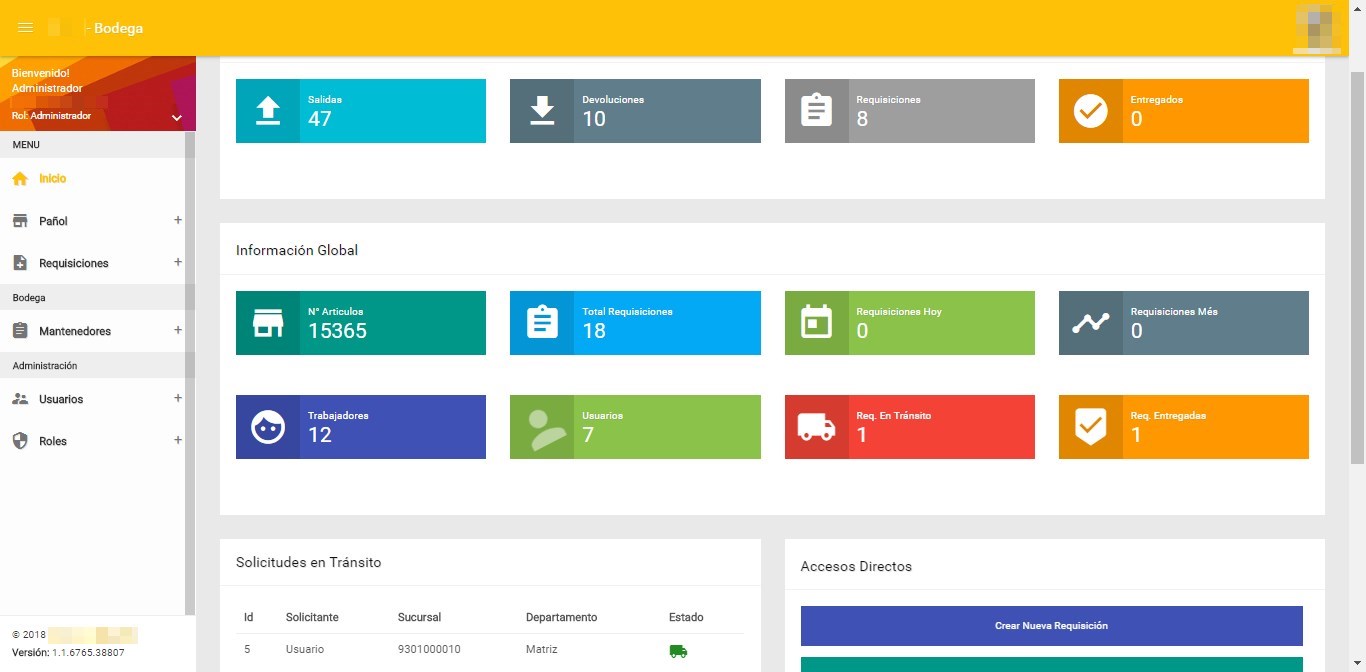 Bodega
Bienvenido!
Administrador
Rol: Administrador
MENU
Inicio
Pañol
Requisiciones
Bodega
Mantenedores
Administración
Usuarios
Roles
© 2018
Versión: 1.1.6765.38807
Salidas
47
Devoluciones
10
Requisiciones
8
Entregados
0
Información Global
N° Articulos
15365
Total Requisiciones
18
Requisiciones Hoy
0
Requisiciones Més
0
Trabajadores
12
Usuarios
7
Req. En Tránsito
1
Req. Entregadas
1
Solicitudes en Tránsito
Id Solicitante Sucursal Departamento Estado
5 Usuario 9301000010 Matriz
Accesos Directos
Crear Nueva Requisición